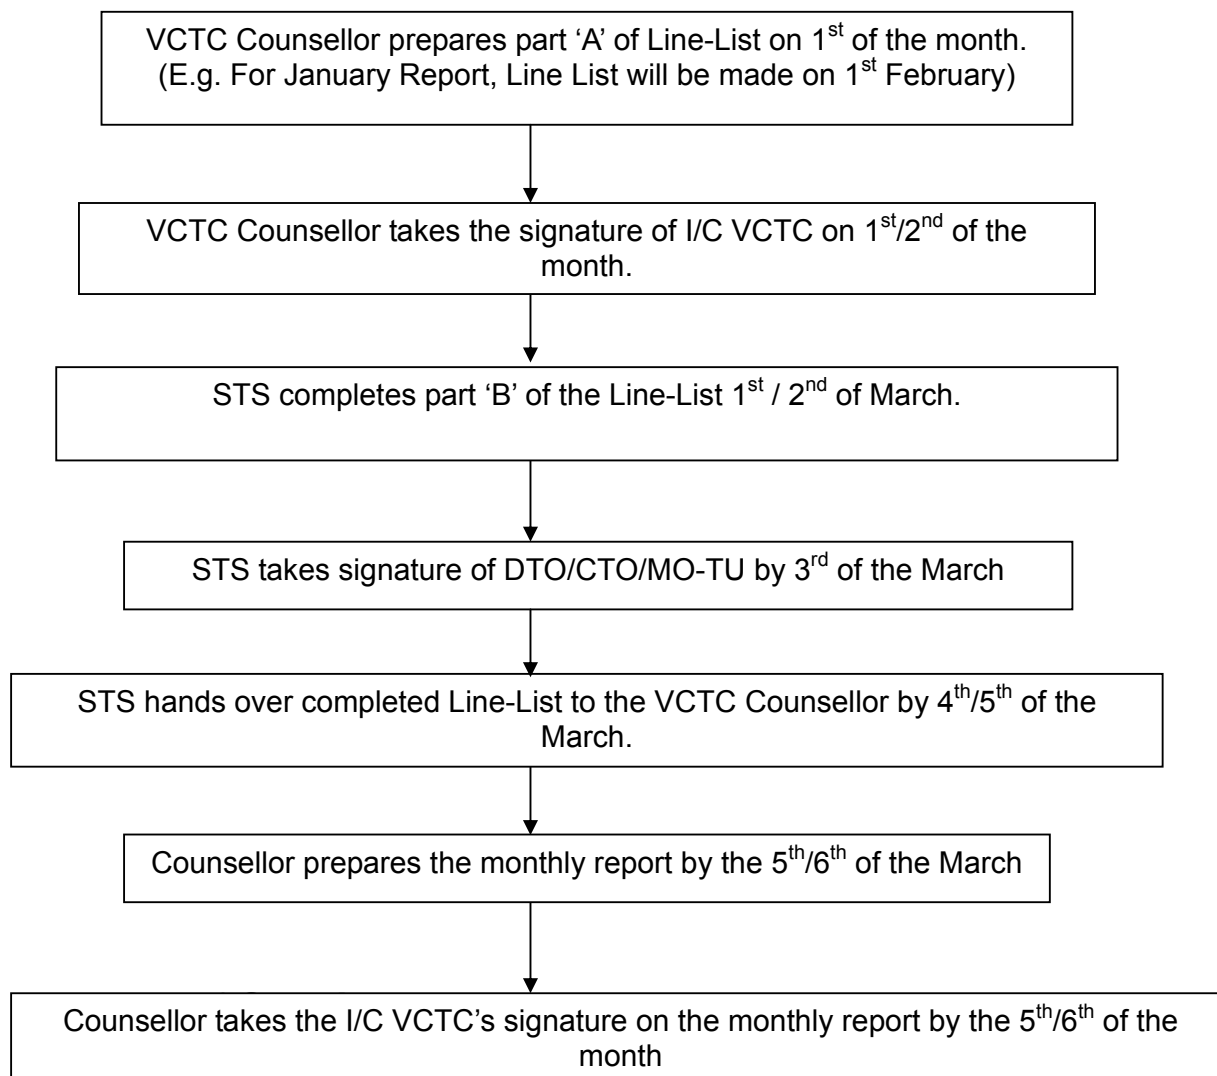 VCTC Counsellor prepares part ‘A’ of Line-List on 1st of the month.
(E.g. For January Report, Line List will be made on 1st February)
VCTC Counsellor takes the signature of I/C VCTC on 1st/2nd of the
month.
STS completes part ‘B’ of the Line-List 1st / 2nd of March.
STS takes signature of DTO/CTO/MO-TU by 3rd of the March
STS hands over completed Line-List to the VCTC Counsellor by 4th/5th of the
March.
Counsellor prepares the monthly report by the 5th/6th of the March
Counsellor takes the I/C VCTC’s signature on the monthly report by the 5th/6th of the
month